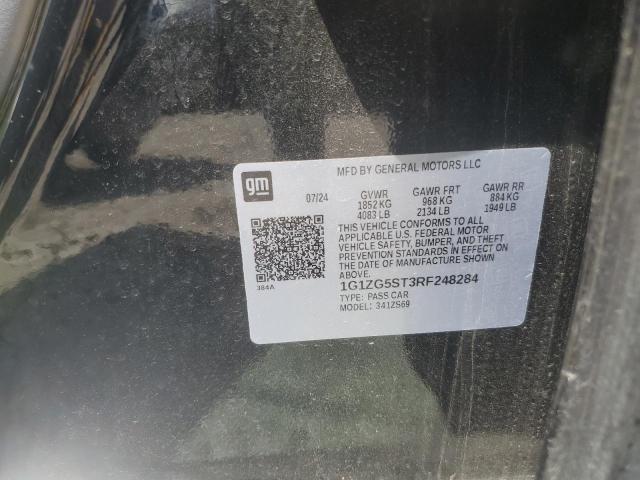 gm
MFD BY GENERAL MOTORS LLC
07/24 GVWR GAWR FRT GAWR RR
1852 KG 968 KG 884 KG
4083 LB 2134 LB 1949 LB
THIS VEHICLE CONFORMS TO ALL
APPLICABLE U.S. FEDERAL MOTOR
VEHICLE SAFETY, BUMPER, AND THEFT
PREVENTION STANDARDS IN EFFECT ON
THE DATE OF MANUFACTURE SHOWN
ABOVE.
384A
1G1ZG5ST3RF248284
TYPE: PASS CAR
MODEL: 341ZS69